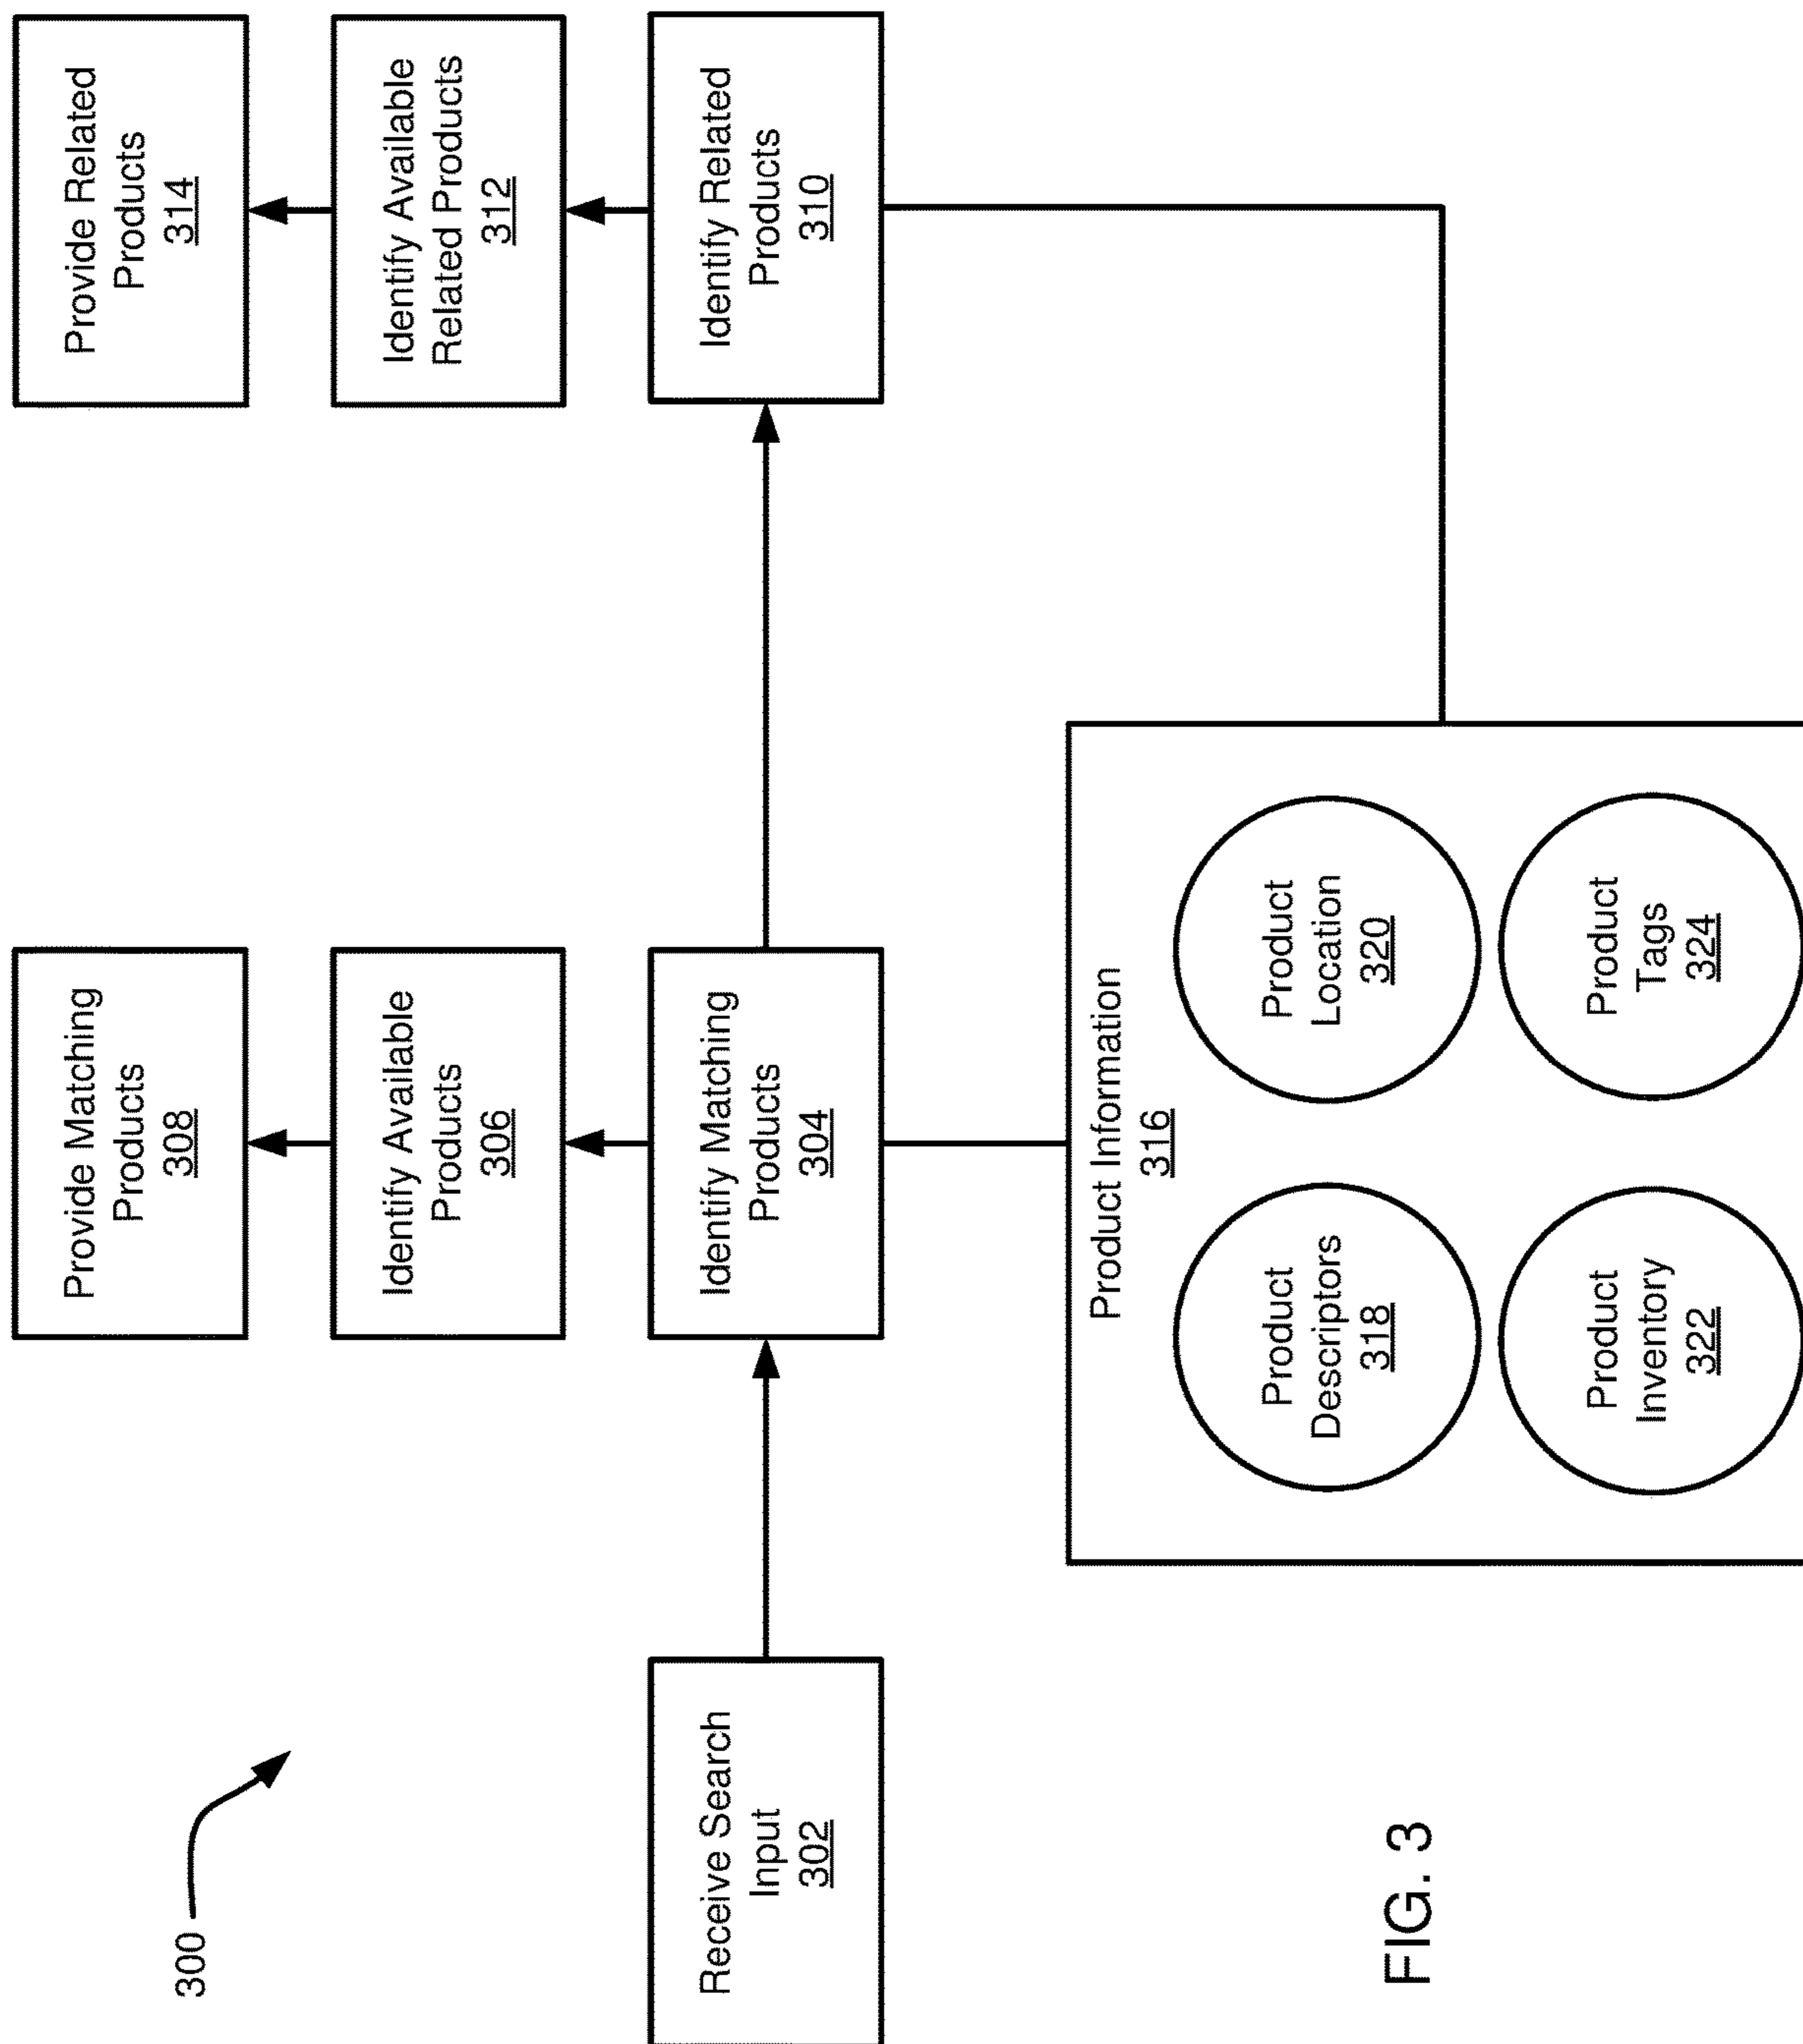 300
Receive Search
Input
302
Provide Matching
Products
308
Identify Available
Products
306
Identify Matching
Products
304
Provide Related
Products
314
Identify Available
Related Products
312
Identify Related
Products
310
Product Information
316
Product
Descriptors
318
Product
Location
320
Product
Inventory
322
Product
Tags
324
FIG. 3